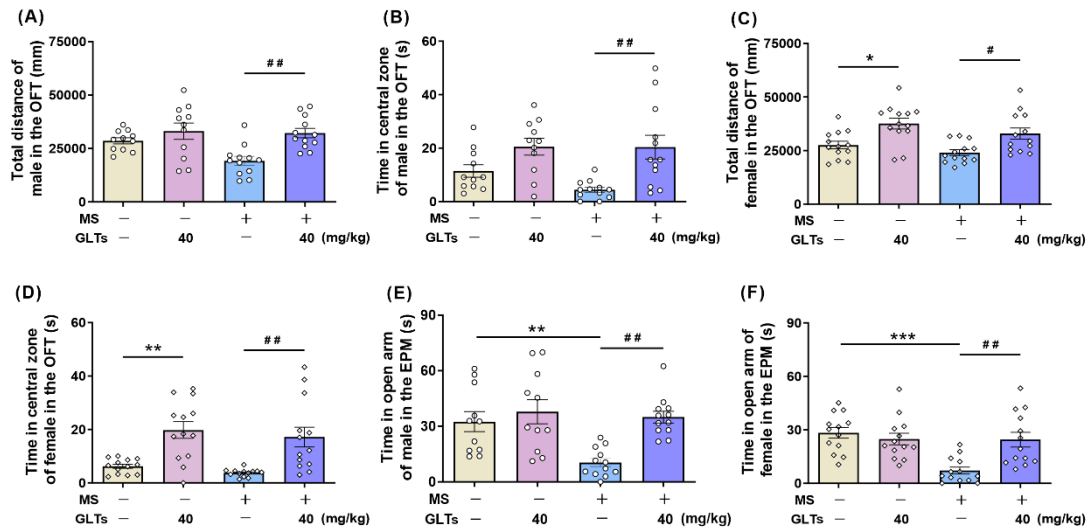 (A)
Total distance of
male in the OFT (mm)
75000
50000
25000
0
##
MS — — + +
GLTs — 40 — 40 (mg/kg)
(B)
Time in central zone
of male in the OFT (s)
60
40
20
0
##
MS — — + +
GLTs — 40 — 40 (mg/kg)
(C)
Total distance of
female in the OFT (mm)
75000
50000
25000
0
*
#
MS — — + +
GLTs — 40 — 40 (mg/kg)
(D)
Time in central zone
of female in the OFT (s)
60
40
20
0
**
##
MS — — + +
GLTs — 40 — 40 (mg/kg)
(E)
Time in open arm
of male in the EPM (s)
90
60
30
0
**
##
MS — — + +
GLTs — 40 — 40 (mg/kg)
(F)
Time in open arm of
female in the EPM (s)
90
60
30
0
***
##
MS — — + +
GLTs — 40 — 40 (mg/kg)